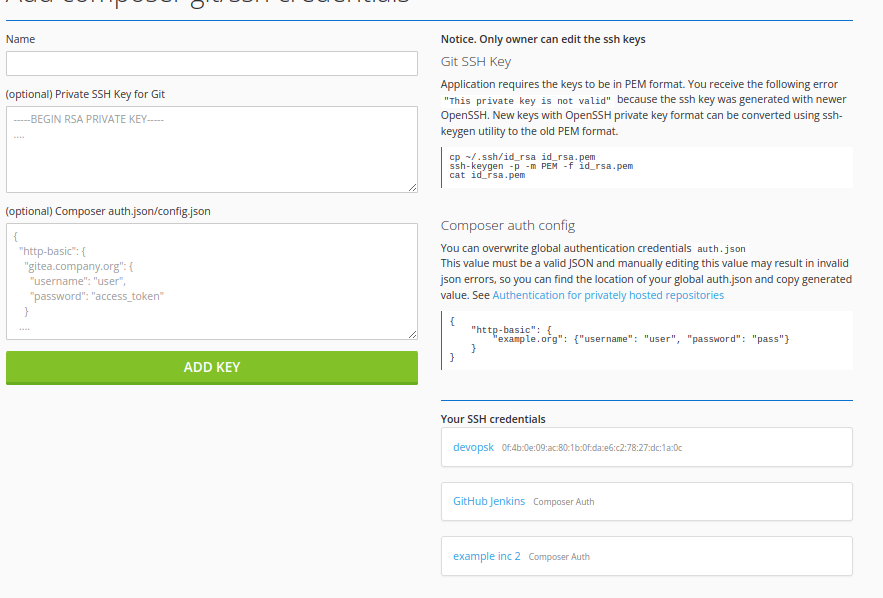 Add composer git/ssh credentials
Name
(optional) Private SSH Key for Git
-----BEGIN RSA PRIVATE KEY-----
....
(optional) Composer auth.json/config.json
{
"http-basic": {
"gitea.company.org": {
"username": "user",
"password": "access_token"
}
....
ADD KEY
Notice. Only owner can edit the ssh keys
Git SSH Key
Application requires the keys to be in PEM format. You receive the following error
"This private key is not valid" because the ssh key was generated with newer
OpenSSH. New keys with OpenSSH private key format can be converted using ssh-
keygen utility to the old PEM format.
cp ~/.ssh/id_rsa id_rsa.pem
ssh-keygen -p -m PEM -f id_rsa.pem
cat id_rsa.pem
Composer auth config
You can overwrite global authentication credentials auth.json
This value must be a valid JSON and manually editing this value may result in invalid
json errors, so you can find the location of your global auth.json and copy generated
value. See Authentication for privately hosted repositories
{
"http-basic": {
"example.org": {"username": "user", "password": "pass"}
}
}
Your SSH credentials
devopsk 0f:4b:0e:09:ac:80:1b:0f:da:e6:c2:78:27:dc:1a:0c
GitHub Jenkins Composer Auth
example inc 2 Composer Auth